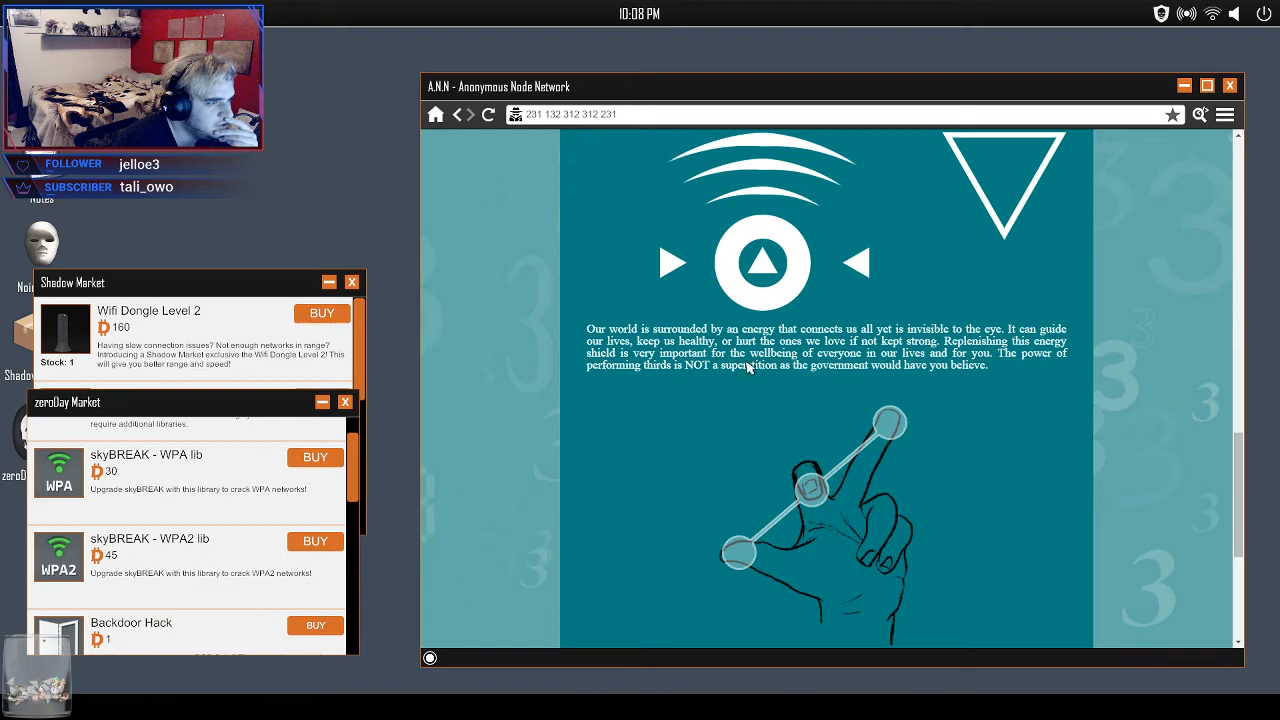 10:08 PM
FOLLOWER jelloe3
SUBSCRIBER tali_owo
Notes
Shadow Market
Wifi Dongle Level 2
160
BUY
Having slow connection issues? Not enough networks in range?
Introducing a Shadow Market exclusive the Wifi Dongle Level 2! This
will give you better range and speed!
Stock: 1
zeroDay Market
require additional libraries.
skyBREAK - WPA lib
30
BUY
WPA
Upgrade skyBREAK with this library to crack WPA networks!
skyBREAK - WPA2 lib
45
BUY
WPA2
Upgrade skyBREAK with this library to crack WPA2 networks!
Backdoor Hack
1
BUY
A.N.N - Anonymous Node Network
231 132 312 312 231
Our world is surrounded by an energy that connects us all yet is invisible to the eye. It can guide
our lives, keep us healthy, or hurt the ones we love if not kept strong. Replenishing this energy
shield is very important for the wellbeing of everyone in our lives and for you. The power of
performing thirds is NOT a superstition as the government would have you believe.
3
3
3
3